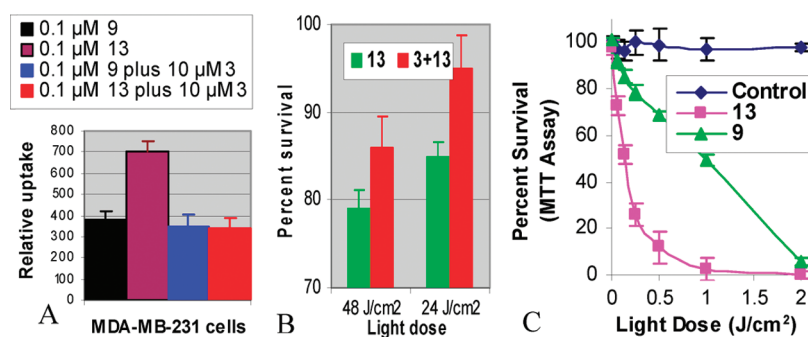 0.1 µM 9
0.1 µM 13
0.1 µM 9 plus 10 µM 3
0.1 µM 13 plus 10 µM 3
800
700
600
500
400
300
200
100
0
Relative uptake
MDA-MB-231 cells
A
100
90
80
70
Percent survival
13
3+13
48 J/cm2
24 J/cm2
Light dose
B
100
80
60
40
20
0
Percent Survival
(MTT Assay)
Control
13
9
0
0.5
1
2
Light Dose (J/cm²)
C